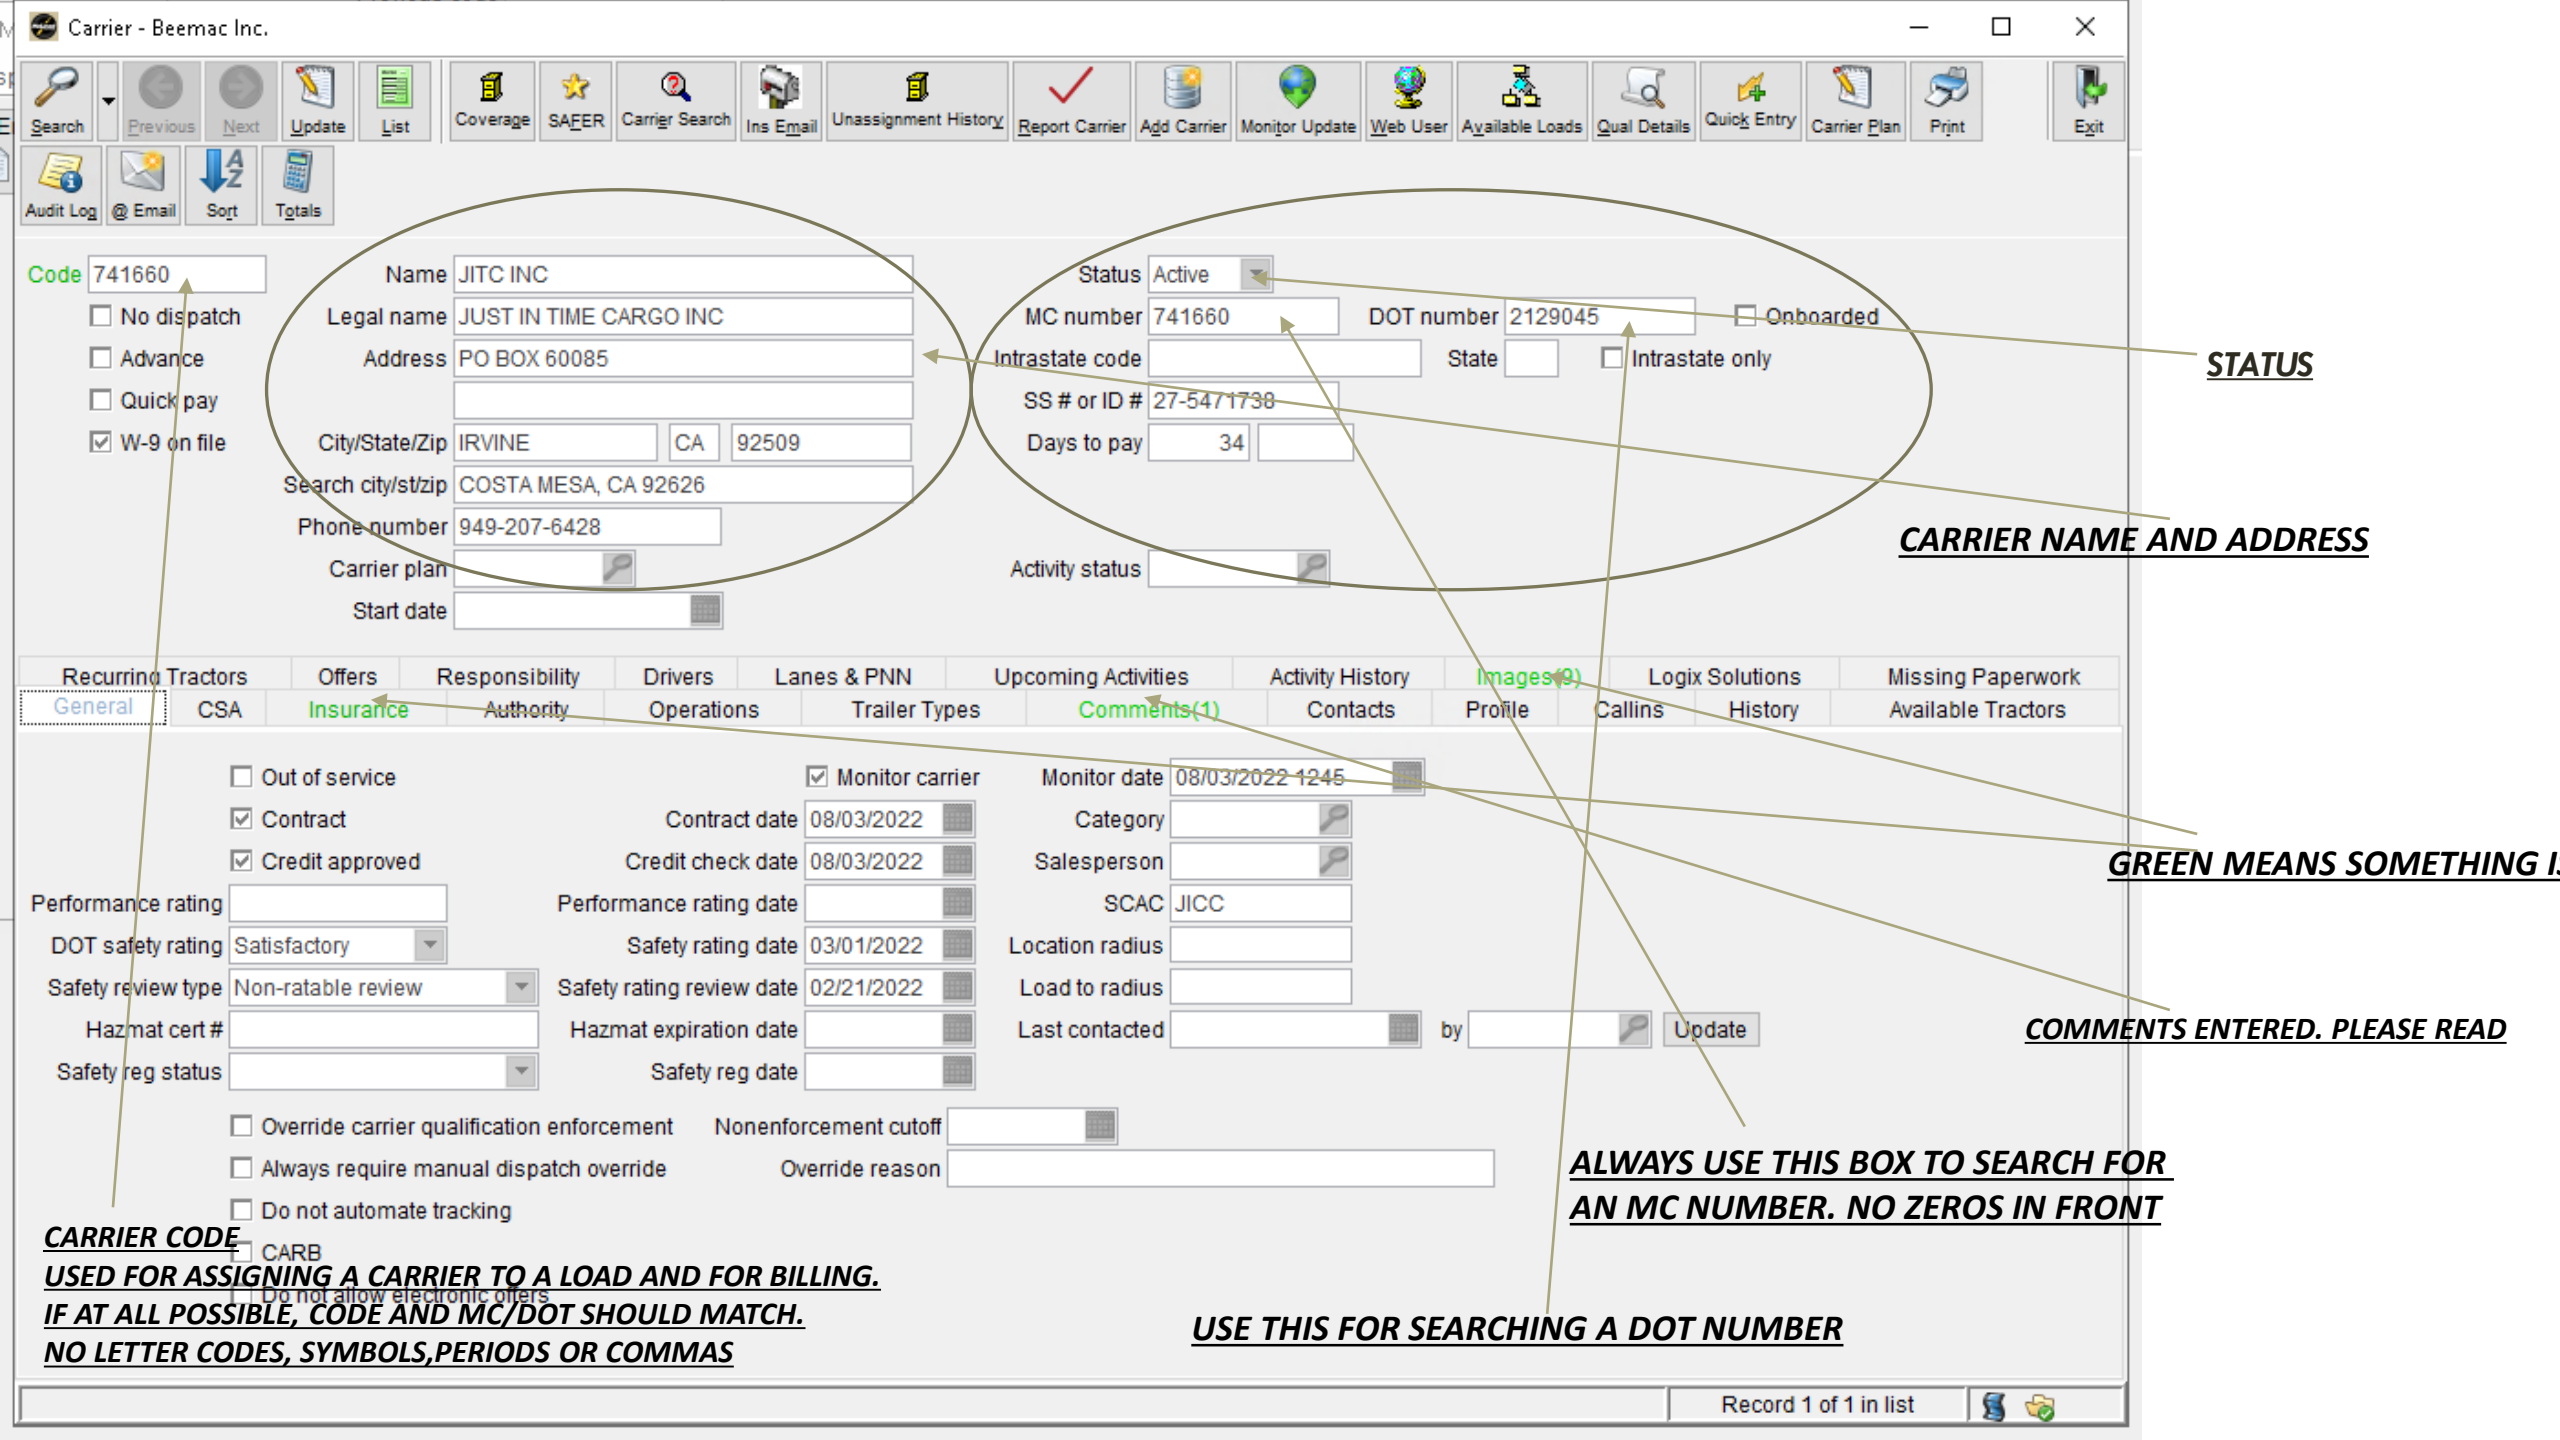 Carrier - Beemac Inc.
Search Previous Next Update List Coverage SAFER Carrier Search Ins Email Unassignment History Report Carrier Add Carrier Monitor Update Web User Available Loads Qual Details Quick Entry Carrier Plan Print Exit
Audit Log @ Email Sort Totals
Code 741660 Name JITC INC Status Active
No dispatch Legal name JUST IN TIME CARGO INC MC number 741660 DOT number 2129045 Onboarded
Advance Address PO BOX 60085 Intrastate code State Intrastate only
STATUS
Quick pay SS # or ID # 27-5471738
W-9 on file City/State/Zip IRVINE CA 92509 Days to pay 34
Search city/st/zip COSTA MESA, CA 92626
Phone number 949-207-6428
CARRIER NAME AND ADDRESS
Carrier plan Activity status
Start date
Recurring Tractors Offers Responsibility Drivers Lanes & PNN Upcoming Activities Activity History Images(9) Logix Solutions Missing Paperwork
General CSA Insurance Authority Operations Trailer Types Comments(1) Contacts Profile Callins History Available Tractors
Out of service Monitor carrier Monitor date 08/03/2022 1245
Contract Contract date 08/03/2022 Category
Credit approved Credit check date 08/03/2022 Salesperson
GREEN MEANS SOMETHING IS
Performance rating Performance rating date SCAC JICC
DOT safety rating Satisfactory Safety rating date 03/01/2022 Location radius
Safety review type Non-ratable review Safety rating review date 02/21/2022 Load to radius
Hazmat cert # Hazmat expiration date Last contacted by Update
COMMENTS ENTERED. PLEASE READ
Safety reg status Safety reg date
Override carrier qualification enforcement Nonenforcement cutoff
Always require manual dispatch override Override reason
ALWAYS USE THIS BOX TO SEARCH FOR
AN MC NUMBER. NO ZEROS IN FRONT
Do not automate tracking
CARRIER CODE
CARB
USED FOR ASSIGNING A CARRIER TO A LOAD AND FOR BILLING.
Do not allow electronic offers
IF AT ALL POSSIBLE, CODE AND MC/DOT SHOULD MATCH.
NO LETTER CODES, SYMBOLS,PERIODS OR COMMAS
USE THIS FOR SEARCHING A DOT NUMBER
Record 1 of 1 in list